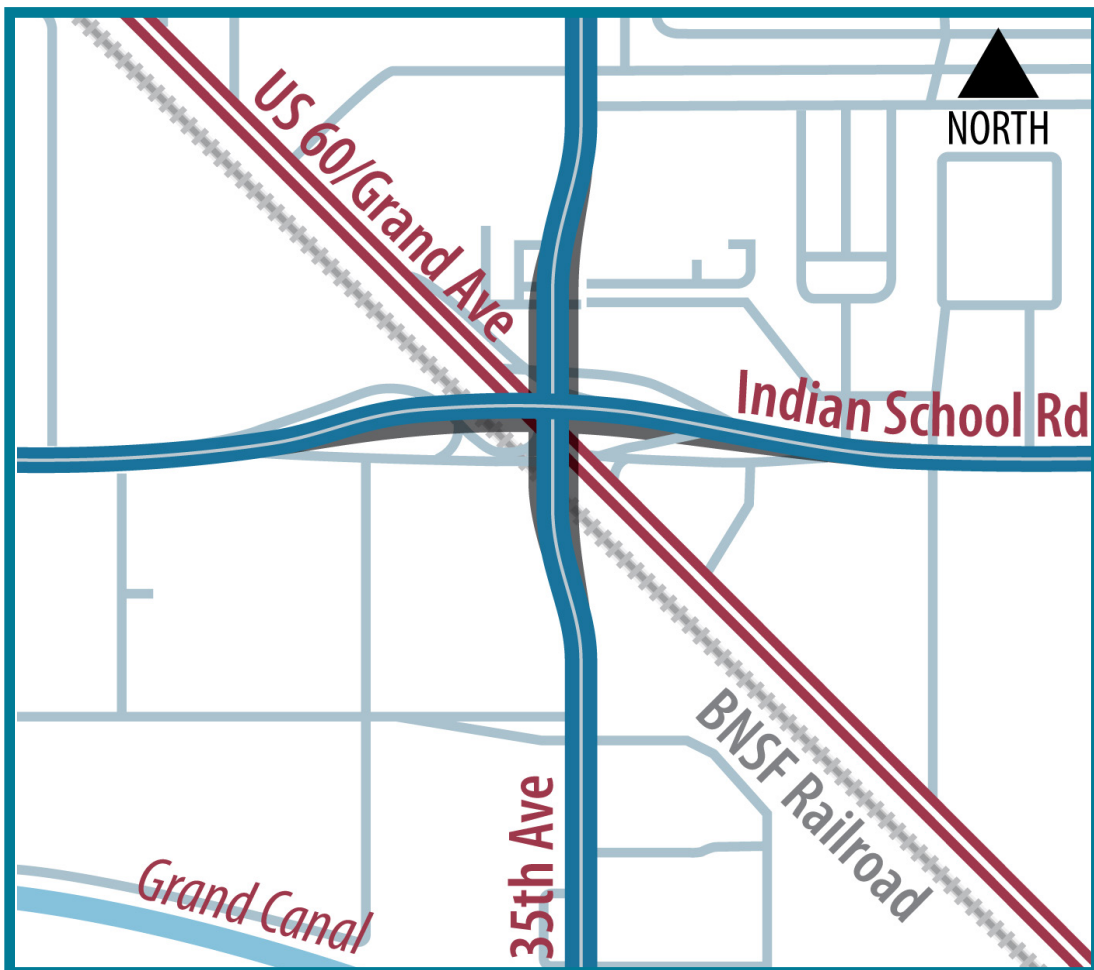 NORTH
US 60/Grand Ave
Indian School Rd
BNSF Railroad
35th Ave
Grand Canal